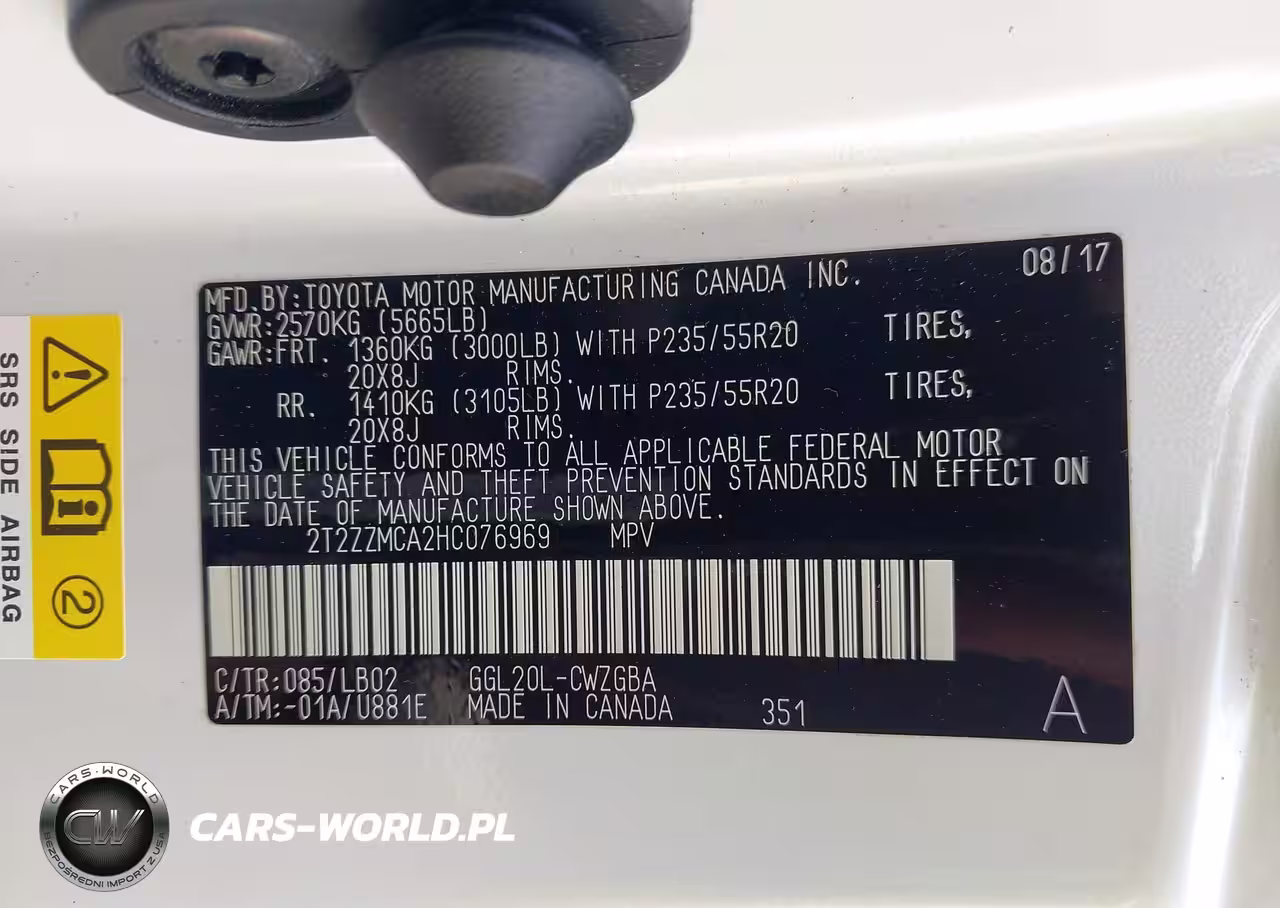 08/17
MFD.BY:TOYOTA MOTOR MANUFACTURING CANADA INC.
GVWR:2570KG (5665LB)
GAWR:FRT. 1360KG (3000LB) WITH P235/55R20 TIRES,
20X8J RIMS.
RR. 1410KG (3105LB) WITH P235/55R20 TIRES,
20X8J RIMS.
THIS VEHICLE CONFORMS TO ALL APPLICABLE FEDERAL MOTOR
VEHICLE SAFETY AND THEFT PREVENTION STANDARDS IN EFFECT ON
THE DATE OF MANUFACTURE SHOWN ABOVE.
2T2ZZMCA2HC076969 MPV
C/TR:085/LB02 GGL20L-CWZGBA
A/TM:-01A/U881E MADE IN CANADA 351 A
SRS SIDE AIRBAG
2
CARS-WORLD
CW
BEZPOŚREDNI IMPORT Z USA
CARS-WORLD.PL